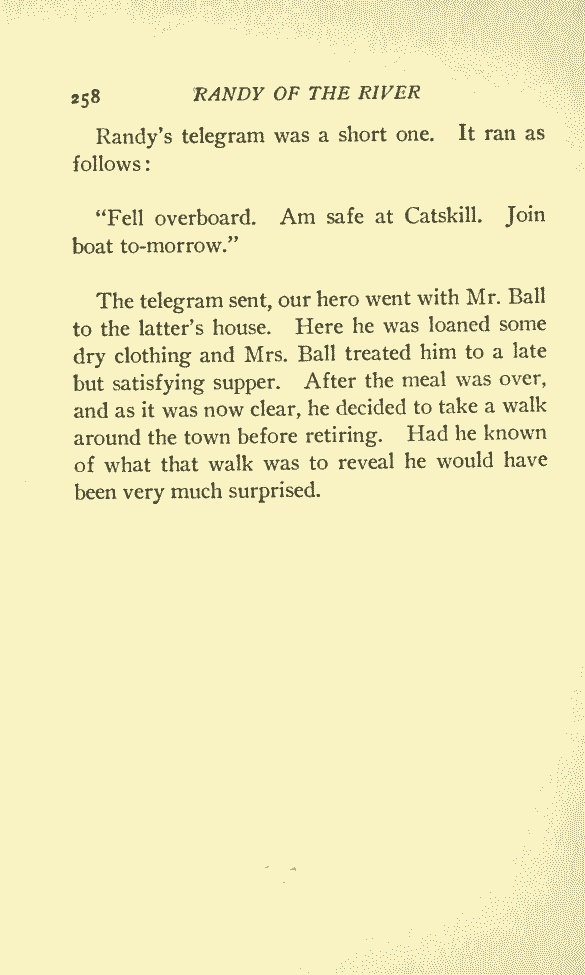 258 RANDY OF THE RIVER
Randy's telegram was a short one. It ran as
follows:
"Fell overboard. Am safe at Catskill. Join
boat to-morrow."
The telegram sent, our hero went with Mr. Ball
to the latter's house. Here he was loaned some
dry clothing and Mrs. Ball treated him to a late
but satisfying supper. After the meal was over,
and as it was now clear, he decided to take a walk
around the town before retiring. Had he known
of what that walk was to reveal he would have
been very much surprised.